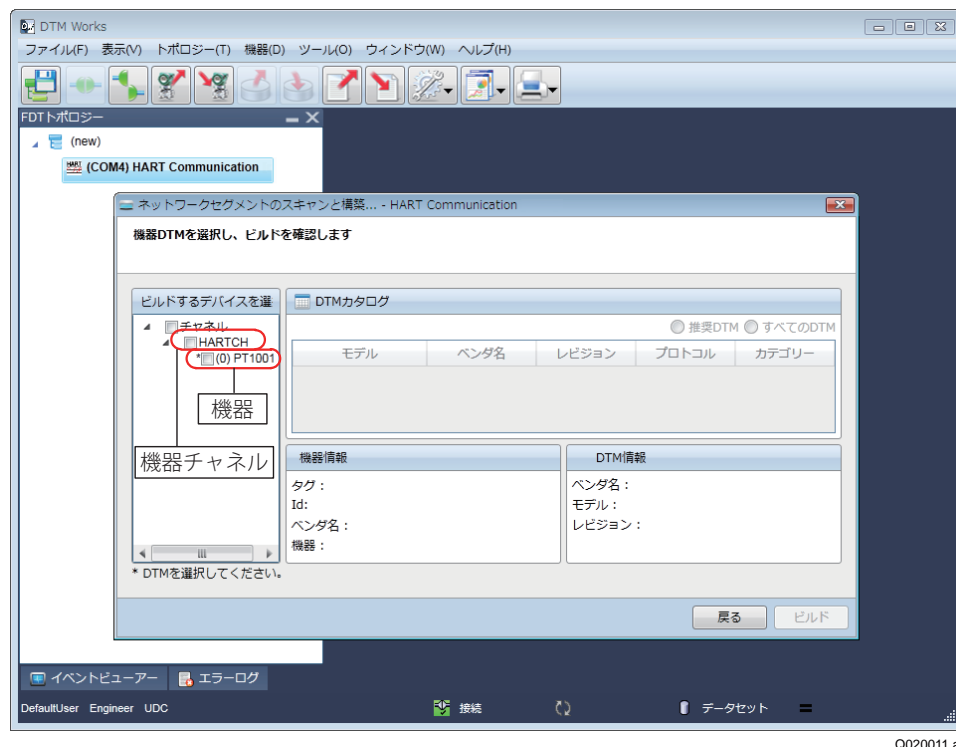 DTM Works
ファイル(F) 表示(V) トポロジー(T) 機器(D) ツール(O) ウィンドウ(W) ヘルプ(H)
FDTトポロジー
(new)
HART (COM4) HART Communication
ネットワークセグメントのスキャンと構築... - HART Communication
機器DTMを選択し、ビルドを確認します
ビルドするデバイスを選
DTMカタログ
チャネル
HARTCH
*(0) PT1001
推奨DTM すべてのDTM
モデル ベンダ名 レビジョン プロトコル カテゴリー
機器
機器チャネル
機器情報
タグ：
Id:
ベンダ名：
機器：
DTM情報
ベンダ名：
モデル：
レビジョン：
* DTMを選択してください。
戻る ビルド
イベントビューアー エラーログ
DefaultUser Engineer UDC 接続 データセット